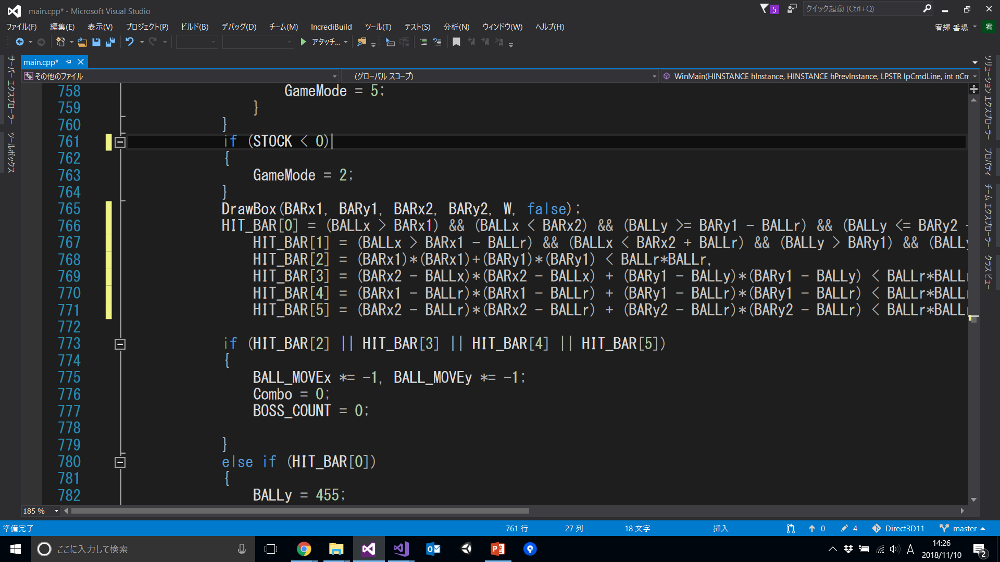 main.cpp* - Microsoft Visual Studio
5
クイック起動 (Ctrl+Q)
ファイル(F) 編集(E) 表示(V) プロジェクト(P) ビルド(B) デバッグ(D) チーム(M) IncrediBuild ツール(T) テスト(S) 分析(N) ウィンドウ(W) ヘルプ(H)
宥輝 番場 宥
アタッチ...
main.cpp*
その他のファイル (グローバル スコープ) WinMain(HINSTANCE hInstance, HINSTANCE hPrevInstance, LPSTR lpCmdLine, int nCm
サーバー エクスプローラー
ツールボックス
758 GameMode = 5;
759 }
760 }
761 if (STOCK < 0)
762 {
763 GameMode = 2;
764 }
765 DrawBox(BARx1, BARy1, BARx2, BARy2, W, false);
766 HIT_BAR[0] = (BALLx > BARx1) && (BALLx < BARx2) && (BALLy >= BARy1 - BALLr) && (BALLy <= BARy2 -
767 HIT_BAR[1] = (BALLx > BARx1 - BALLr) && (BALLx < BARx2 + BALLr) && (BALLy > BARy1) && (BALLy
768 HIT_BAR[2] = (BARx1)*(BARx1)+(BARy1)*(BARy1) < BALLr*BALLr,
769 HIT_BAR[3] = (BARx2 - BALLx)*(BARx2 - BALLx) + (BARy1 - BALLy)*(BARy1 - BALLy) < BALLr*BALLr
770 HIT_BAR[4] = (BARx1 - BALLr)*(BARx1 - BALLr) + (BARy1 - BALLr)*(BARy1 - BALLr) < BALLr*BALLr
771 HIT_BAR[5] = (BARx2 - BALLr)*(BARx2 - BALLr) + (BARy2 - BALLr)*(BARy2 - BALLr) < BALLr*BALLr
772
773 if (HIT_BAR[2] || HIT_BAR[3] || HIT_BAR[4] || HIT_BAR[5])
774 {
775 BALL_MOVEx *= -1, BALL_MOVEy *= -1;
776 Combo = 0;
777 BOSS_COUNT = 0;
778
779 }
780 else if (HIT_BAR[0])
781 {
782 BALLy = 455;
ソリューション エクスプローラー
プロパティ
チーム エクスプローラー
クラス ビュー
185 %
準備完了 761 行 27 列 18 文字 挿入 0 4 Direct3D11 master
ここに入力して検索
A
14:26
2018/11/10
2